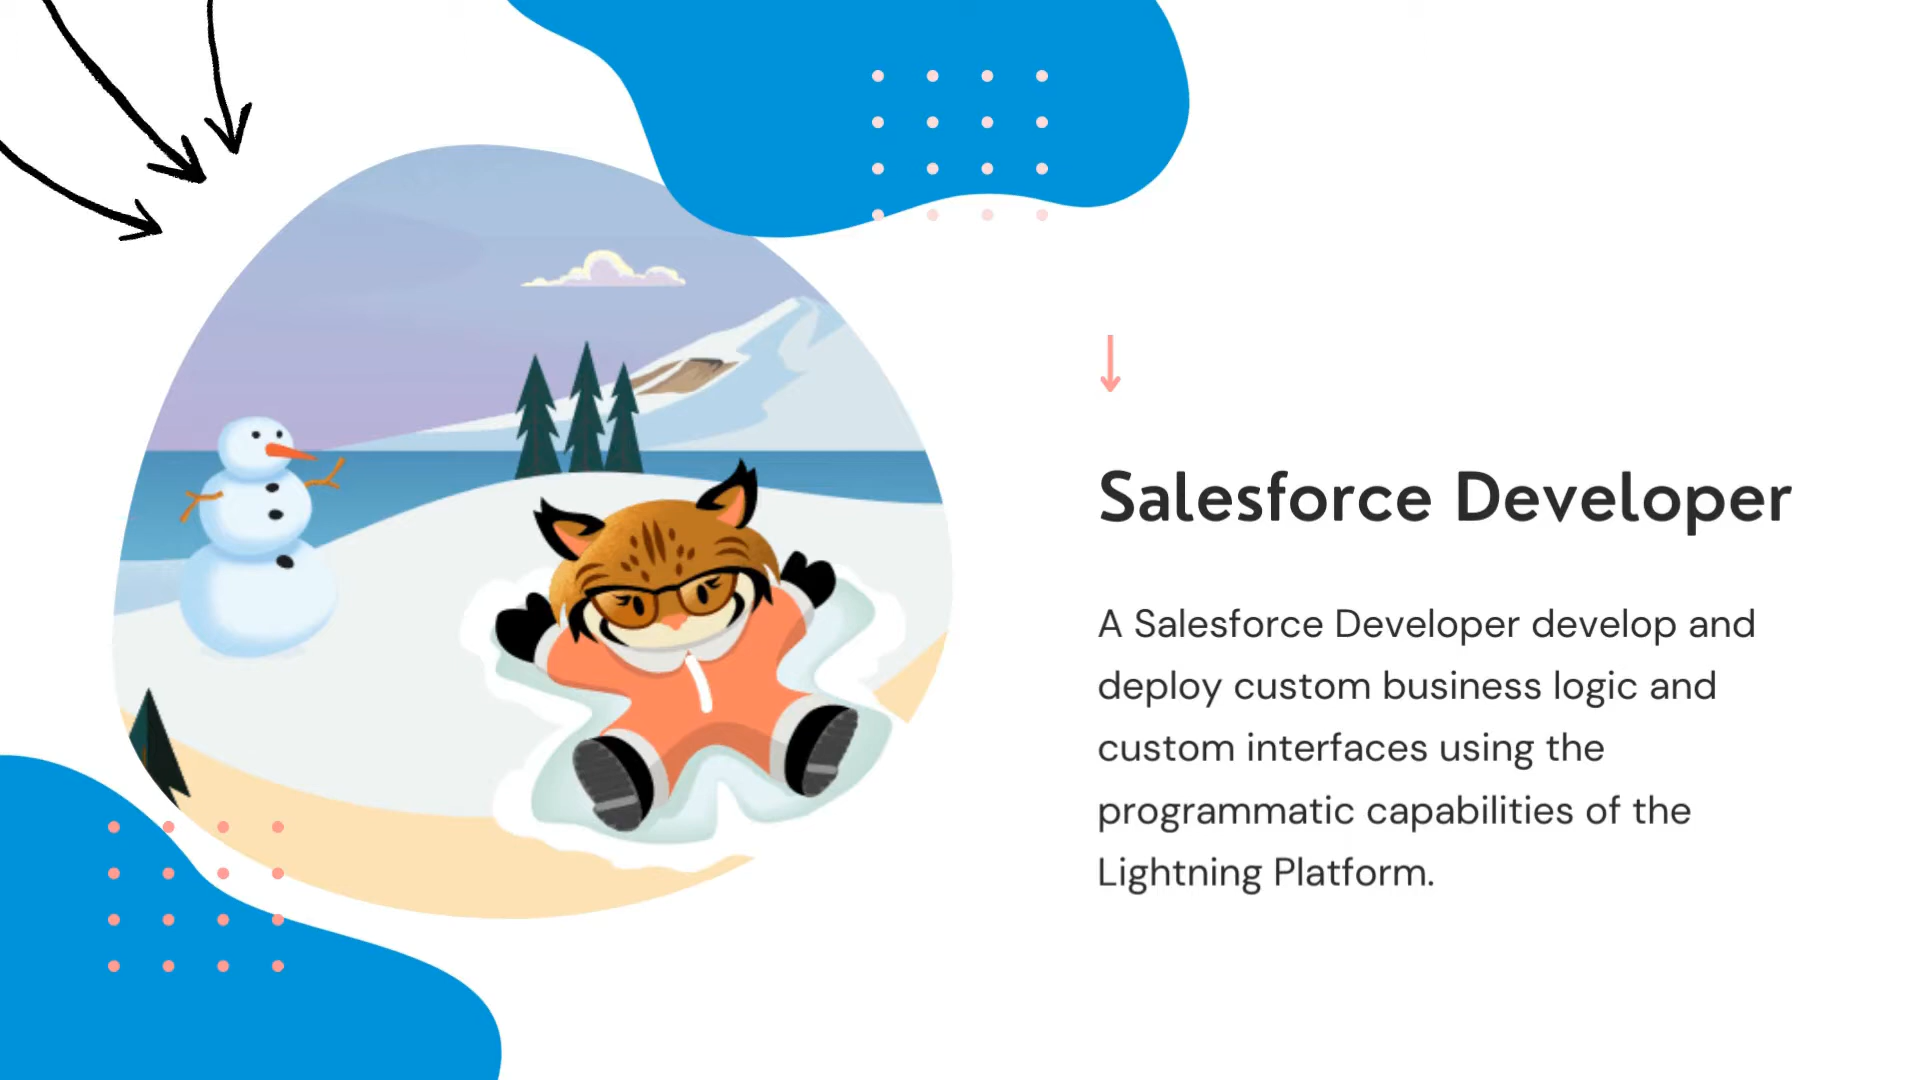 Salesforce Developer
A Salesforce Developer develop and
deploy custom business logic and
custom interfaces using the
programmatic capabilities of the
Lightning Platform.